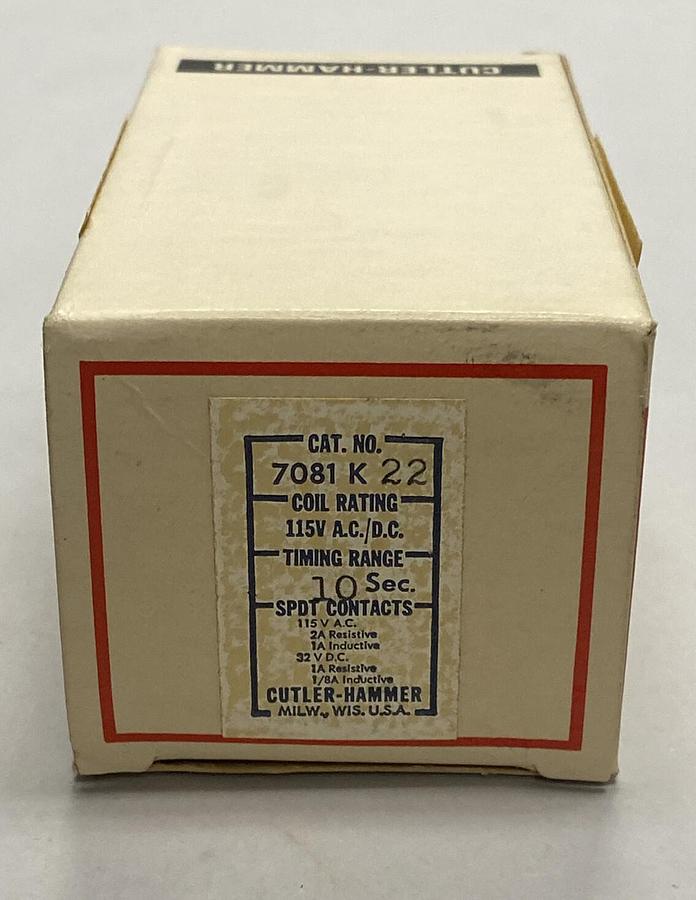 CUTLER-HAMMER
CAT. NO.
7081 K 22
COIL RATING
115V A.C./D.C.
TIMING RANGE
10 Sec.
SPDT CONTACTS
115 V A.C.
2A Resistive
1A Inductive
32 V D.C.
1A Resistive
1/8A Inductive
CUTLER-HAMMER
MILW., WIS. U.S.A.